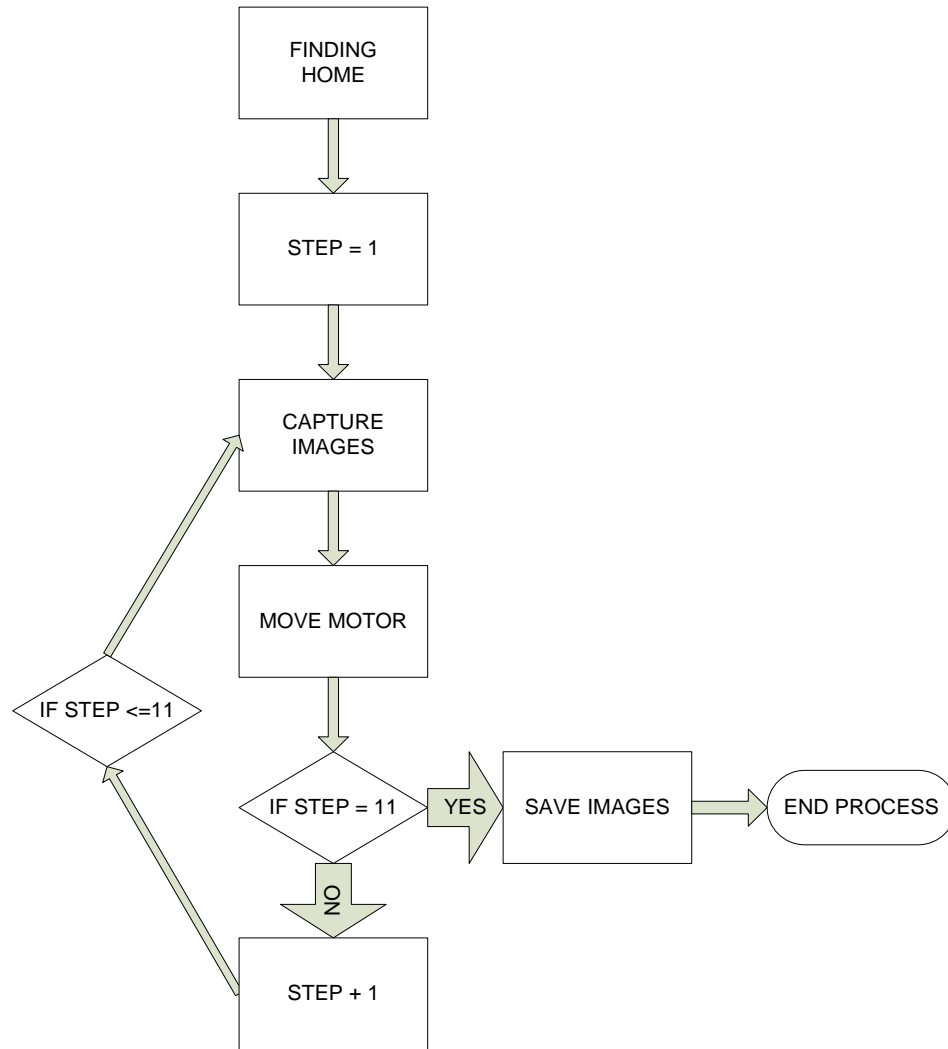 FINDING
HOME
STEP = 1
CAPTURE
IMAGES
MOVE MOTOR
IF STEP <=11
IF STEP = 11
YES
SAVE IMAGES
END PROCESS
NO
STEP + 1